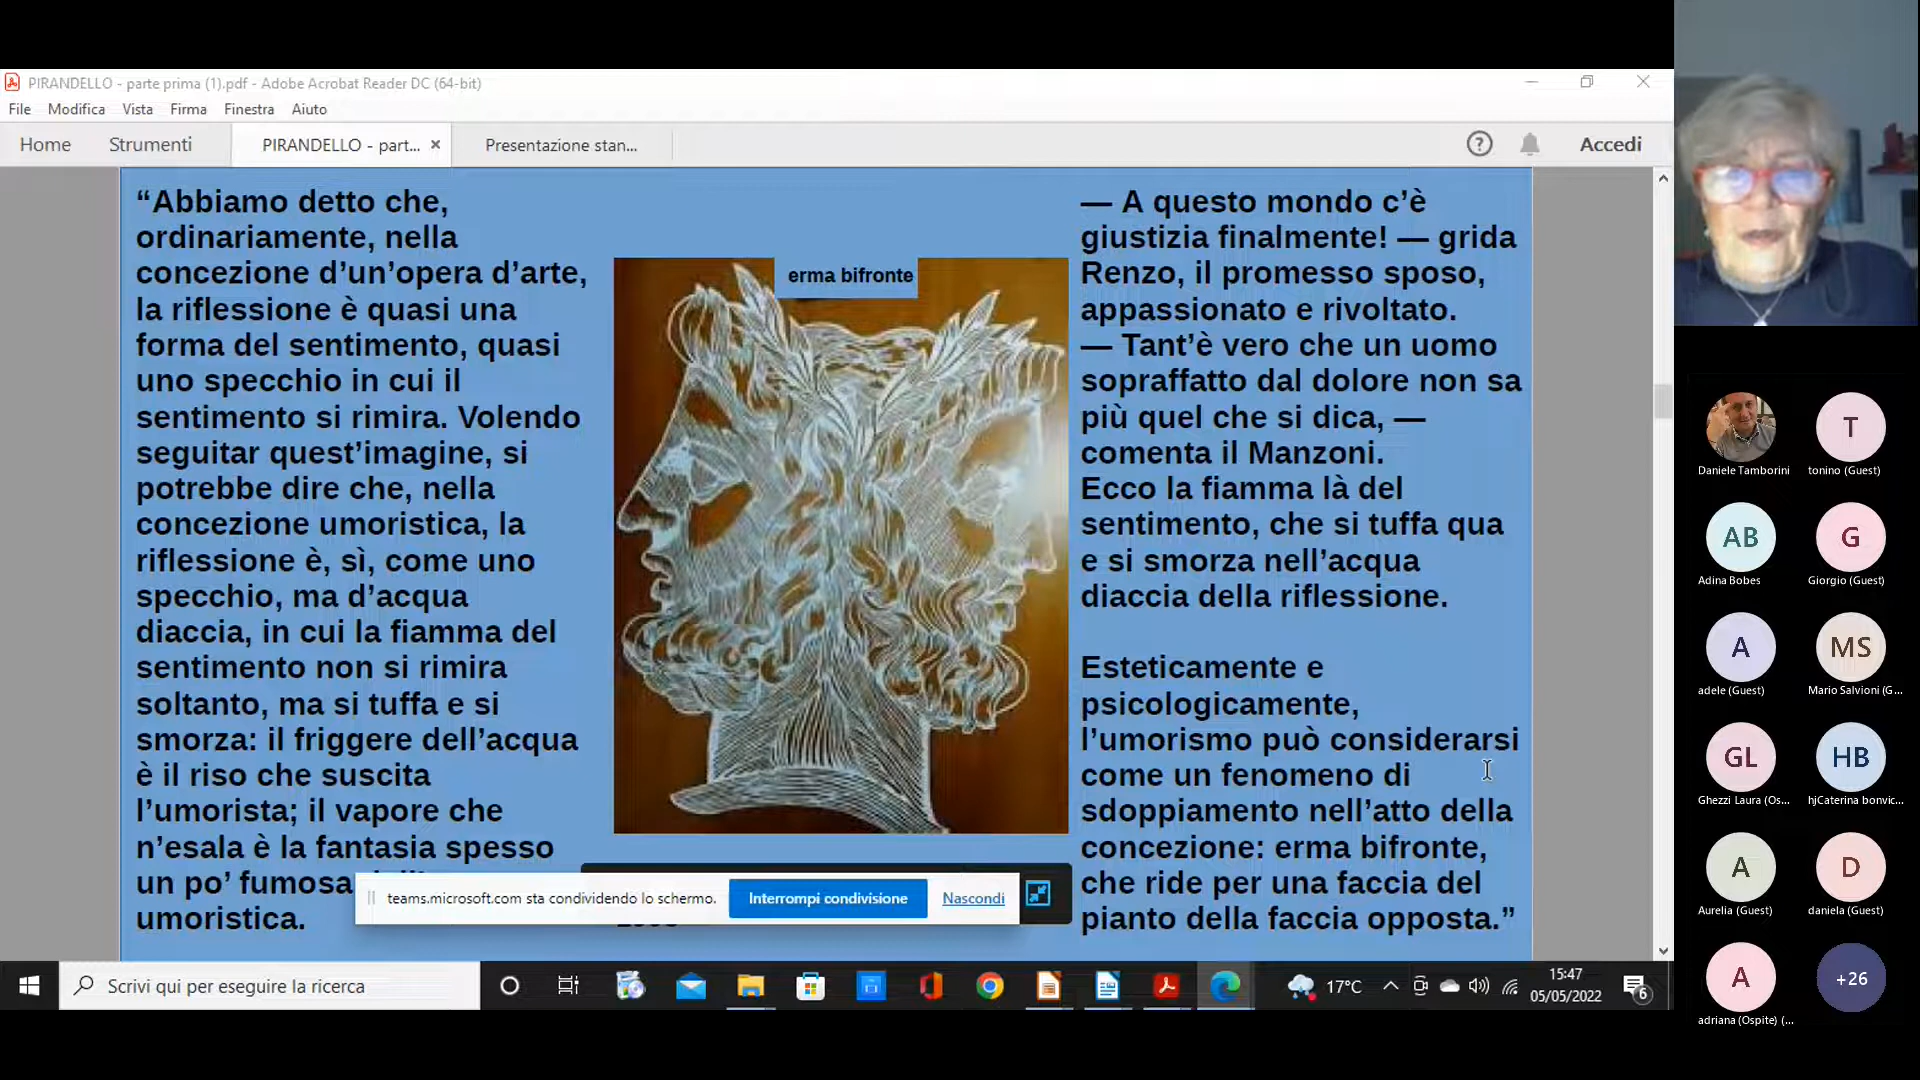 PIRANDELLO - parte prima (1).pdf - Adobe Acrobat Reader DC (64-bit)
File Modifica Vista Firma Finestra Aiuto
Home Strumenti PIRANDELLO - part... Presentazione stan... Accedi
“Abbiamo detto che,
ordinariamente, nella
concezione d’un’opera d’arte,
la riflessione è quasi una
forma del sentimento, quasi
uno specchio in cui il
sentimento si rimira. Volendo
seguitar quest’imagine, si
potrebbe dire che, nella
concezione umoristica, la
riflessione è, sì, come uno
specchio, ma d’acqua
diaccia, in cui la fiamma del
sentimento non si rimira
soltanto, ma si tuffa e si
smorza: il friggere dell’acqua
è il riso che suscita
l’umorista; il vapore che
n’esala è la fantasia spesso
un po’ fumosa
umoristica.
erma bifronte
— A questo mondo c’è
giustizia finalmente! — grida
Renzo, il promesso sposo,
appassionato e rivoltato.
— Tant’è vero che un uomo
sopraffatto dal dolore non sa
più quel che si dica, —
comenta il Manzoni.
Ecco la fiamma là del
sentimento, che si tuffa qua
e si smorza nell’acqua
diaccia della riflessione.
Esteticamente e
psicologicamente,
l’umorismo può considerarsi
come un fenomeno di
sdoppiamento nell’atto della
concezione: erma bifronte,
che ride per una faccia del
pianto della faccia opposta.”
teams.microsoft.com sta condividendo lo schermo. Interrompi condivisione Nascondi
Scrivi qui per eseguire la ricerca
17°C
15:47
05/05/2022
6
Daniele Tamborini
T
tonino (Guest)
AB
Adina Bobes
G
Giorgio (Guest)
A
adele (Guest)
MS
Mario Salvioni (G...
GL
Ghezzi Laura (Os...
HB
hjCaterina bonvic...
A
Aurelia (Guest)
D
daniela (Guest)
A
adriana (Ospite) (...
+26